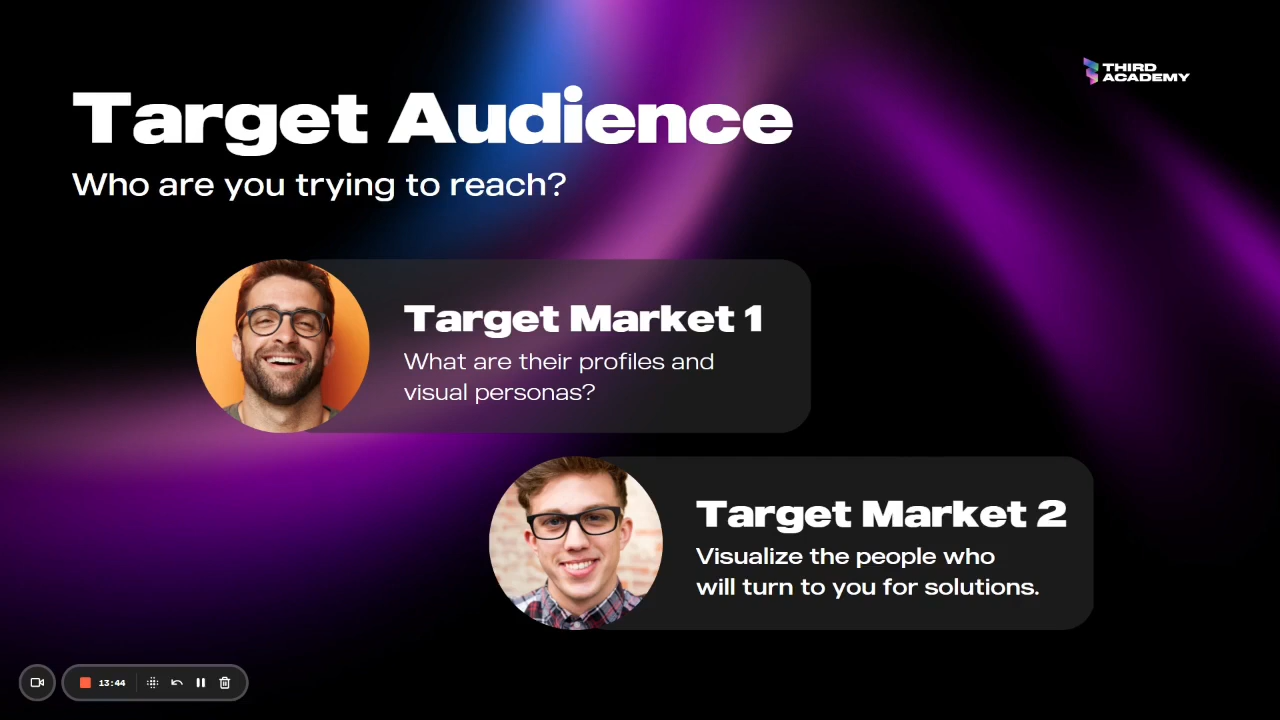 THIRD
ACADEMY
Target Audience
Who are you trying to reach?
Target Market 1
What are their profiles and
visual personas?
Target Market 2
Visualize the people who
will turn to you for solutions.
13:44